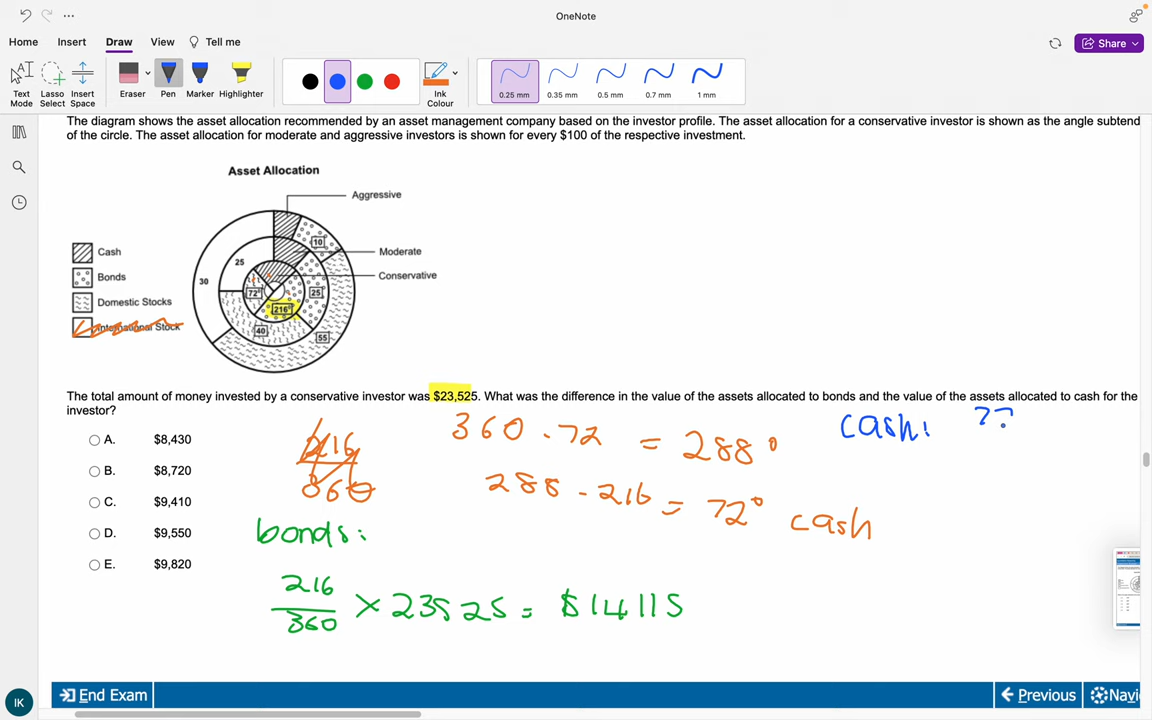 OneNote
Home Insert Draw View Tell me
Share
Text Mode
Lasso Select
Insert Space
Eraser
Pen
Marker
Highlighter
Ink Colour
0.25 mm 0.35 mm 0.5 mm 0.7 mm 1 mm
The diagram shows the asset allocation recommended by an asset management company based on the investor profile. The asset allocation for a conservative investor is shown as the angle subtend
of the circle. The asset allocation for moderate and aggressive investors is shown for every $100 of the respective investment.
Asset Allocation
Aggressive
10
Moderate
Cash
25
Conservative
Bonds
30
72°
25
Domestic Stocks
216°
International Stock
40
55
The total amount of money invested by a conservative investor was $23,525. What was the difference in the value of the assets allocated to bonds and the value of the assets allocated to cash for the
investor?
A. $8,430
B. $8,720
C. $9,410
D. $9,550
E. $9,820
216
360
360 - 72 = 288°
288 - 216 = 72° cash
cash:
bonds:
216
360
× 23525 = $14115
IK
End Exam
Previous
Navi